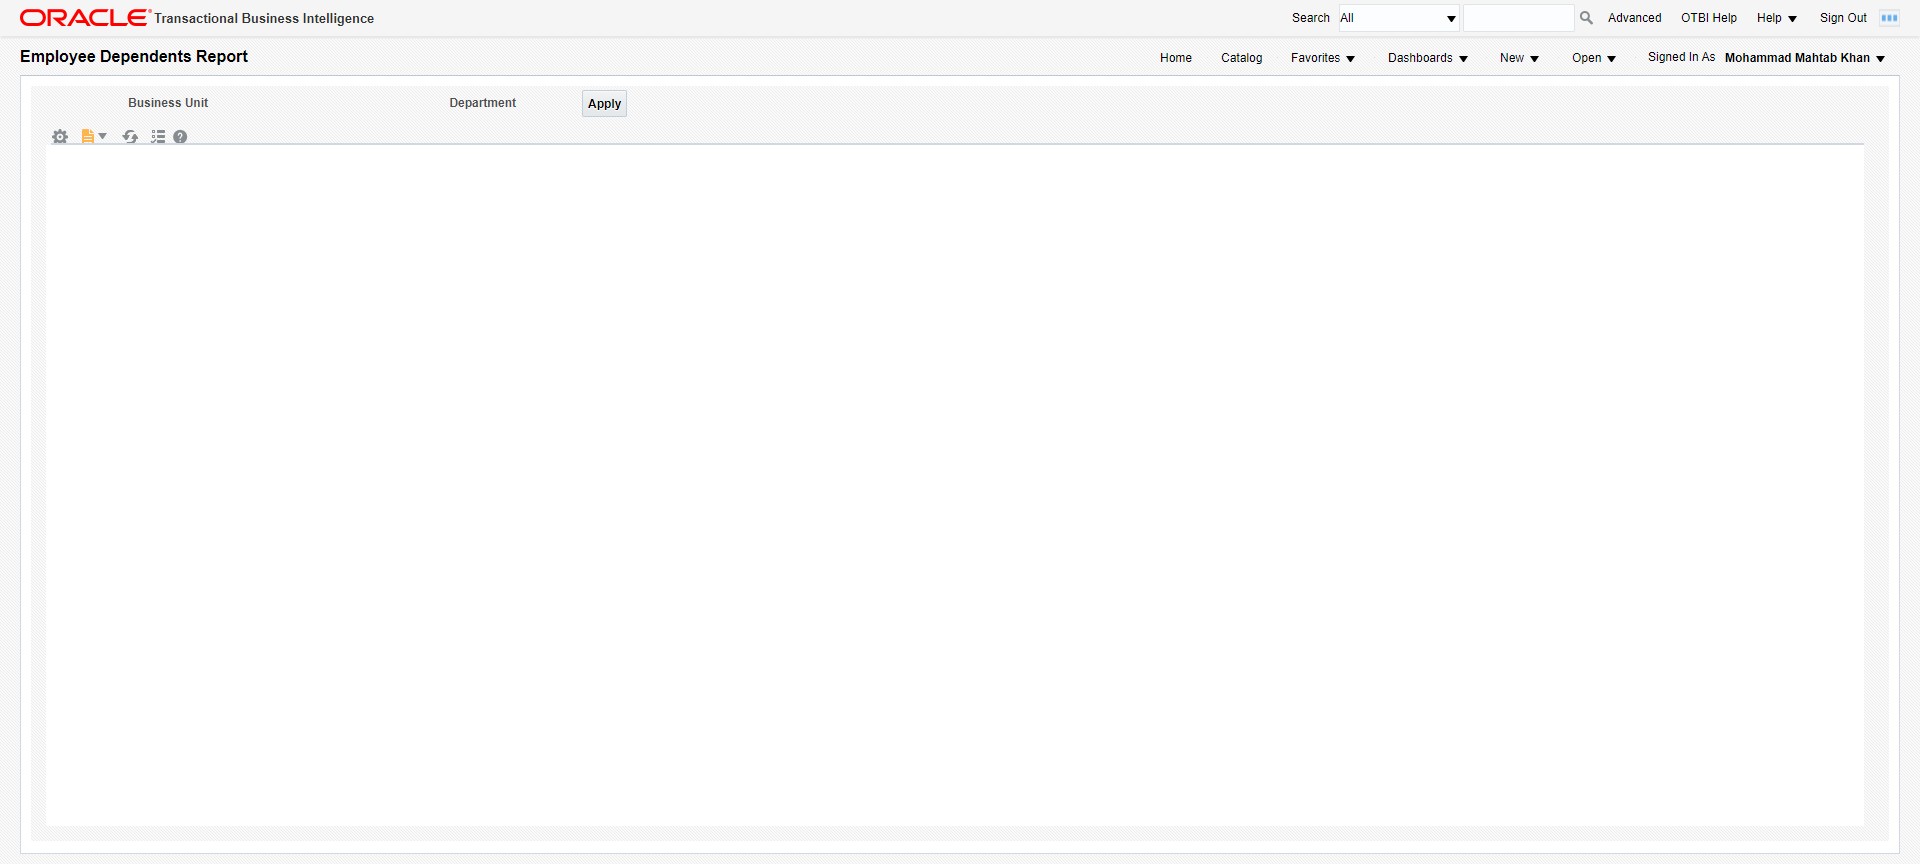 ORACLE Transactional Business Intelligence
Search All Advanced OTBI Help Help Sign Out
Employee Dependents Report
Home Catalog Favorites Dashboards New Open Signed In As Mohammad Mahtab Khan
Business Unit Department Apply